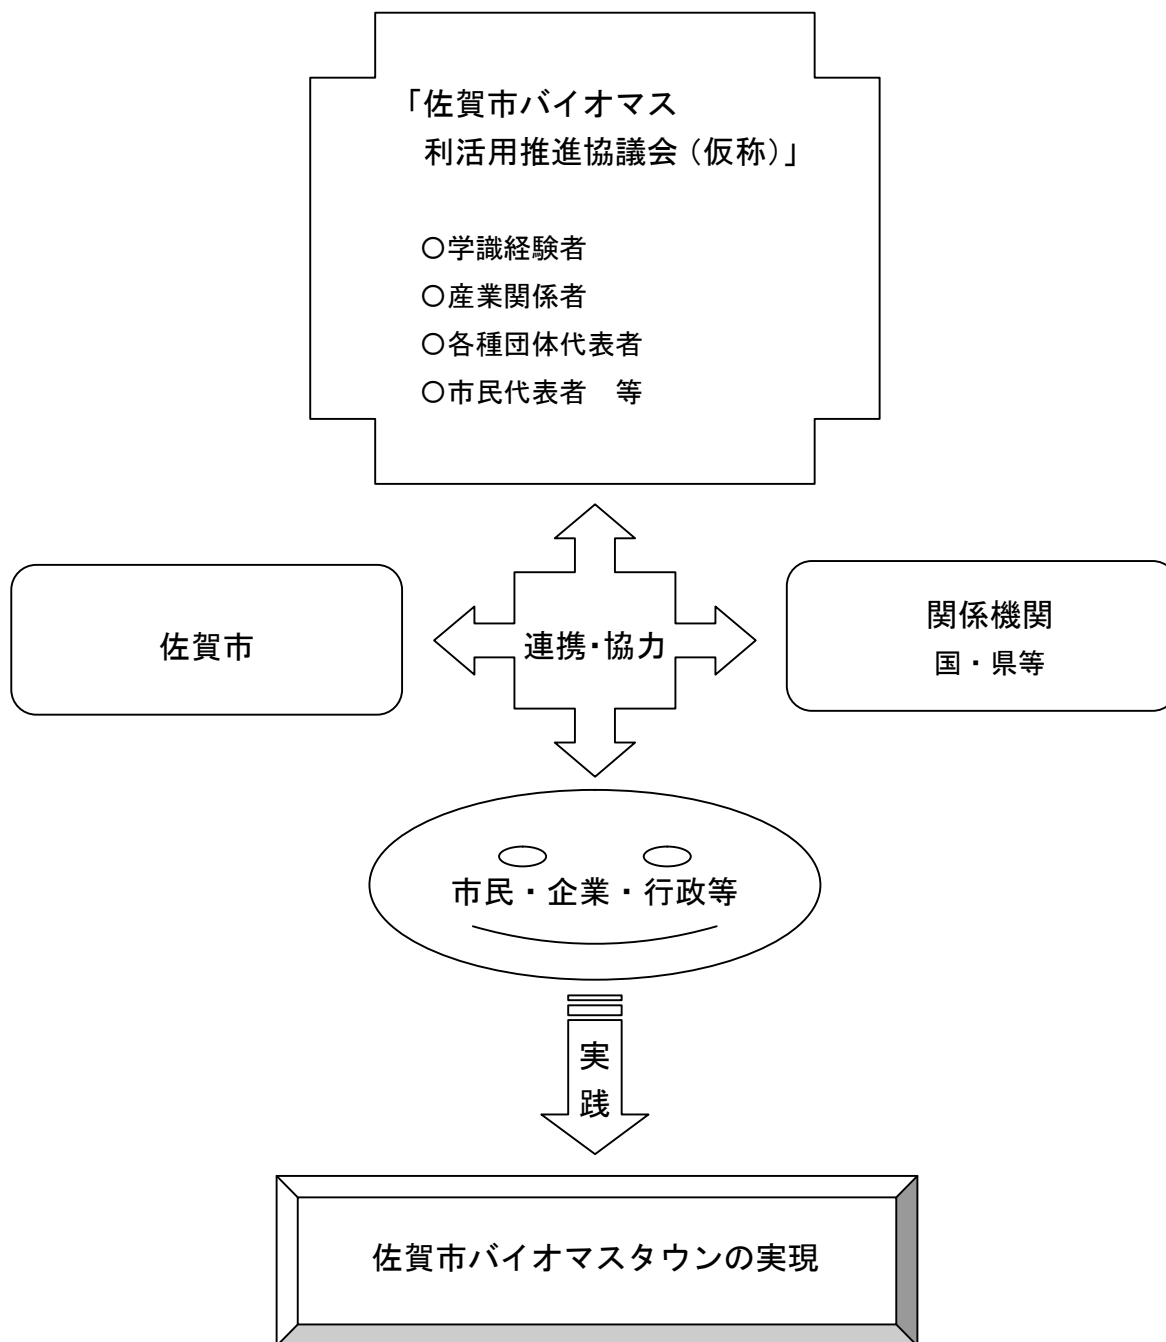 「佐賀市バイオマス
利活用推進協議会（仮称）」
○学識経験者
○産業関係者
○各種団体代表者
○市民代表者　等
佐賀市
連携・協力
関係機関
国・県等
市民・企業・行政等
実
践
佐賀市バイオマスタウンの実現